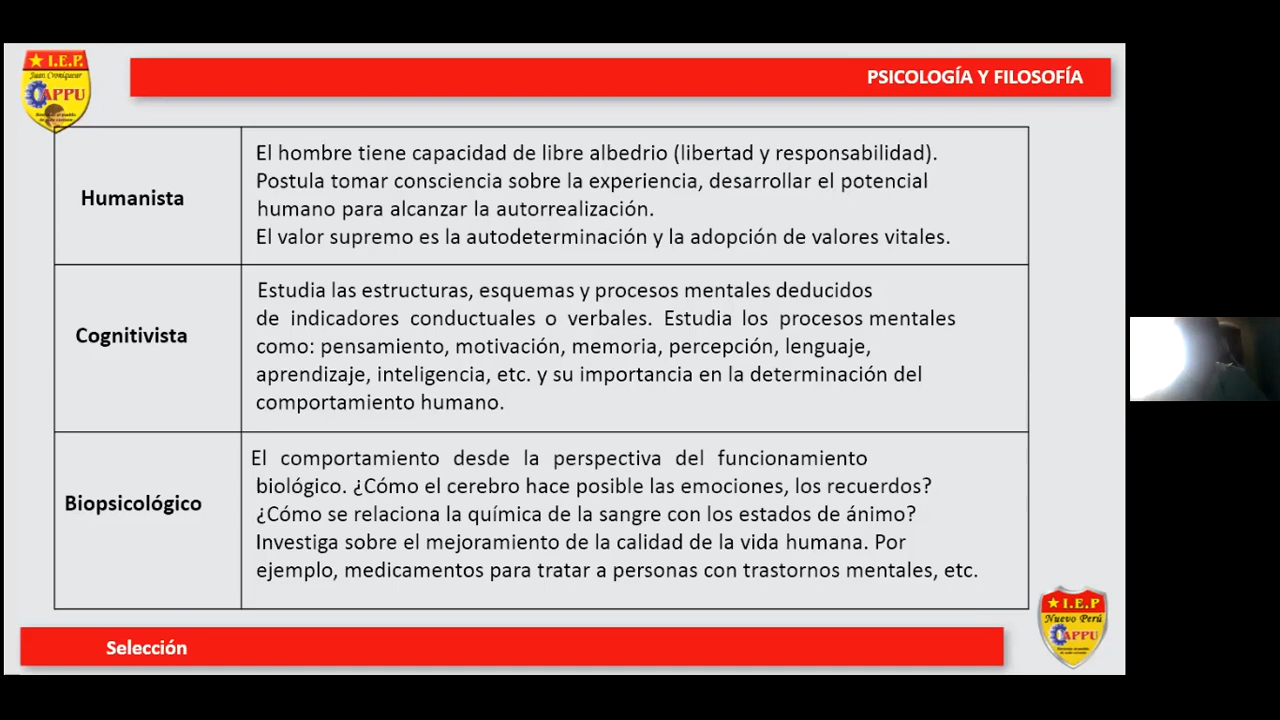 I.E.P.
Juan Croniqueur
CAPPU
PSICOLOGÍA Y FILOSOFÍA
Humanista
El hombre tiene capacidad de libre albedrio (libertad y responsabilidad).
Postula tomar consciencia sobre la experiencia, desarrollar el potencial
humano para alcanzar la autorrealización.
El valor supremo es la autodeterminación y la adopción de valores vitales.
Cognitivista
Estudia las estructuras, esquemas y procesos mentales deducidos
de indicadores conductuales o verbales. Estudia los procesos mentales
como: pensamiento, motivación, memoria, percepción, lenguaje,
aprendizaje, inteligencia, etc. y su importancia en la determinación del
comportamiento humano.
Biopsicológico
El comportamiento desde la perspectiva del funcionamiento
biológico. ¿Cómo el cerebro hace posible las emociones, los recuerdos?
¿Cómo se relaciona la química de la sangre con los estados de ánimo?
Investiga sobre el mejoramiento de la calidad de la vida humana. Por
ejemplo, medicamentos para tratar a personas con trastornos mentales, etc.
Selección
I.E.P
Nuevo Perú
CAPPU